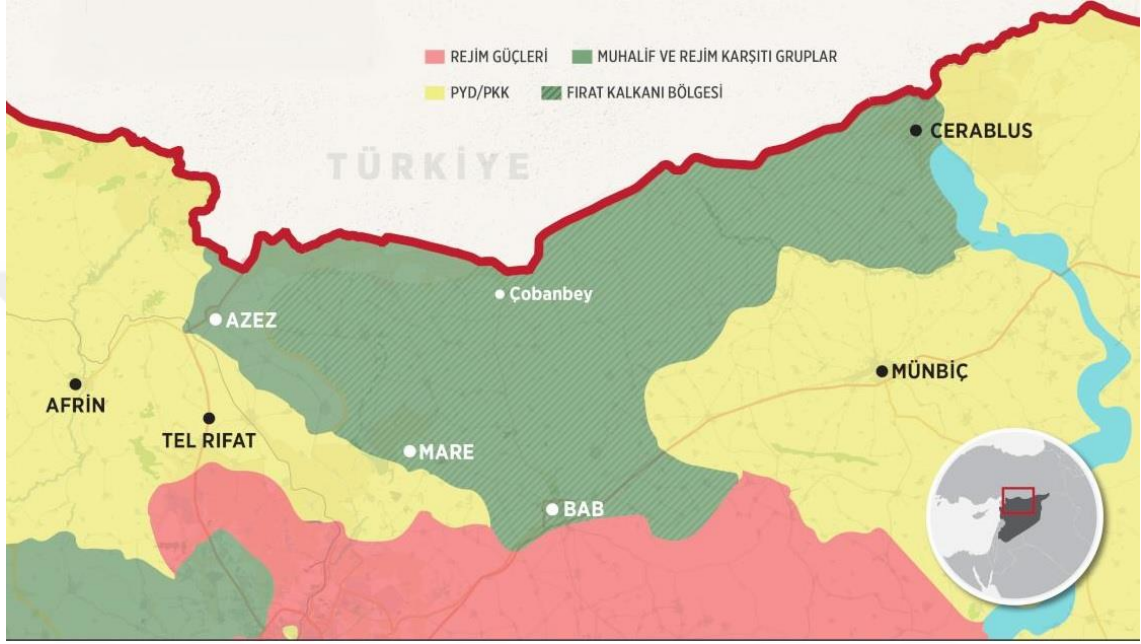 REJİM GÜÇLERİ
MUHALİF VE REJİM KARŞITI GRUPLAR
PYD/PKK
FIRAT KALKANI BÖLGESİ
TÜRKİYE
CERABLUS
Çobanbey
AZEZ
MÜNBİÇ
AFRİN
TEL RIFAT
MARE
BAB